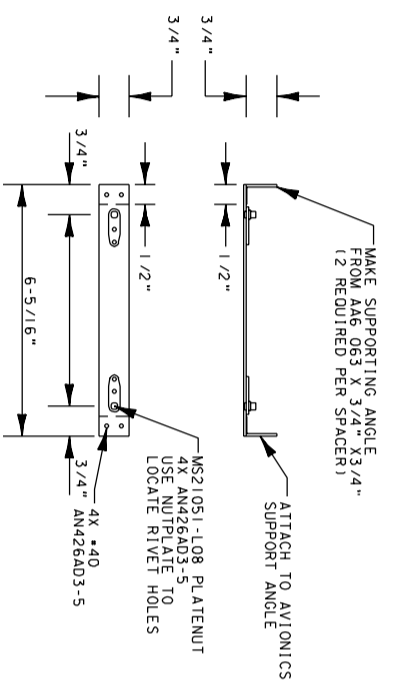 MAKE SUPPORTING ANGLE
FROM AA6 063 X 3/4" X3/4"
(2 REQUIRED PER SPACER)
ATTACH TO AVIONICS
SUPPORT ANGLE
3/4"
1/2"
3/4"
1/2"
3/4"
6-5/16"
3/4"
MS21051-L08 PLATENUT
4X AN426AD3-5
USE NUTPLATE TO
LOCATE RIVET HOLES
4X #40
AN426AD3-5